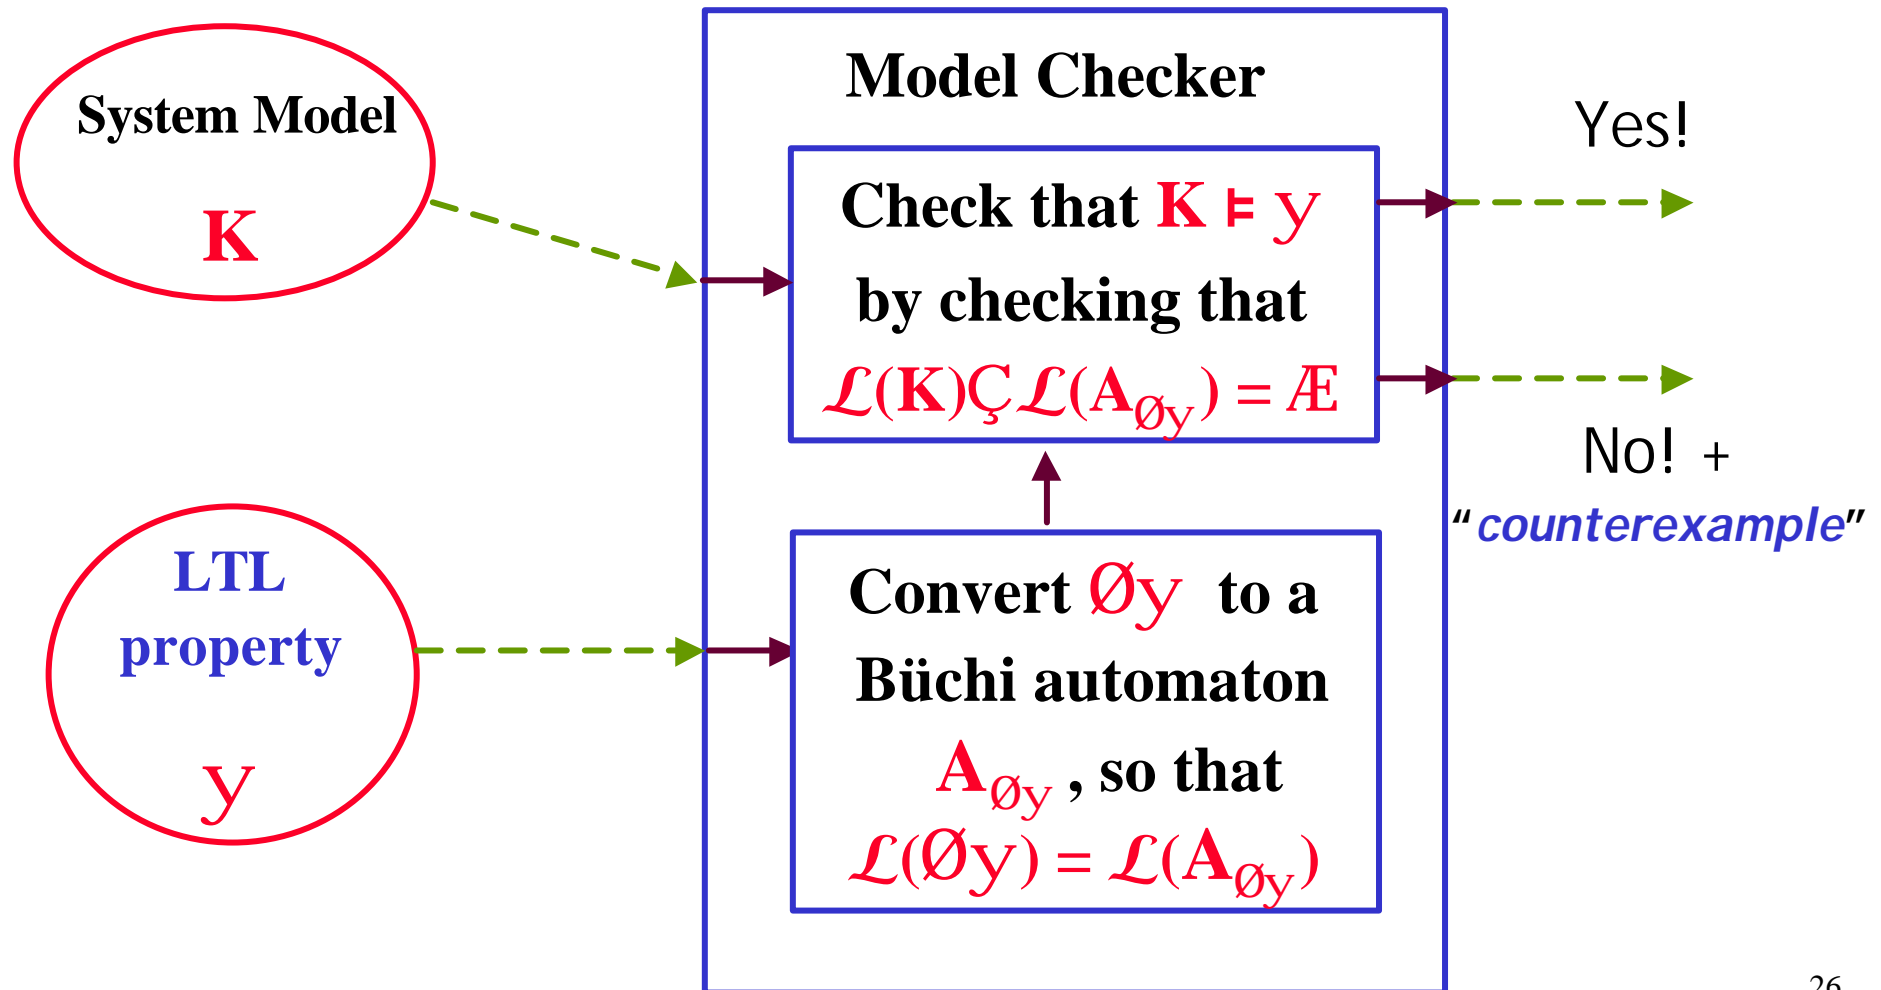 System Model
K
LTL
property
y
Model Checker
Check that K ⊧ y
by checking that
ℒ(K)Çℒ(A_Øy) = Æ
Convert Øy to a
Büchi automaton
A_Øy , so that
ℒ(Øy) = ℒ(A_Øy)
Yes!
No! +
“counterexample”
26